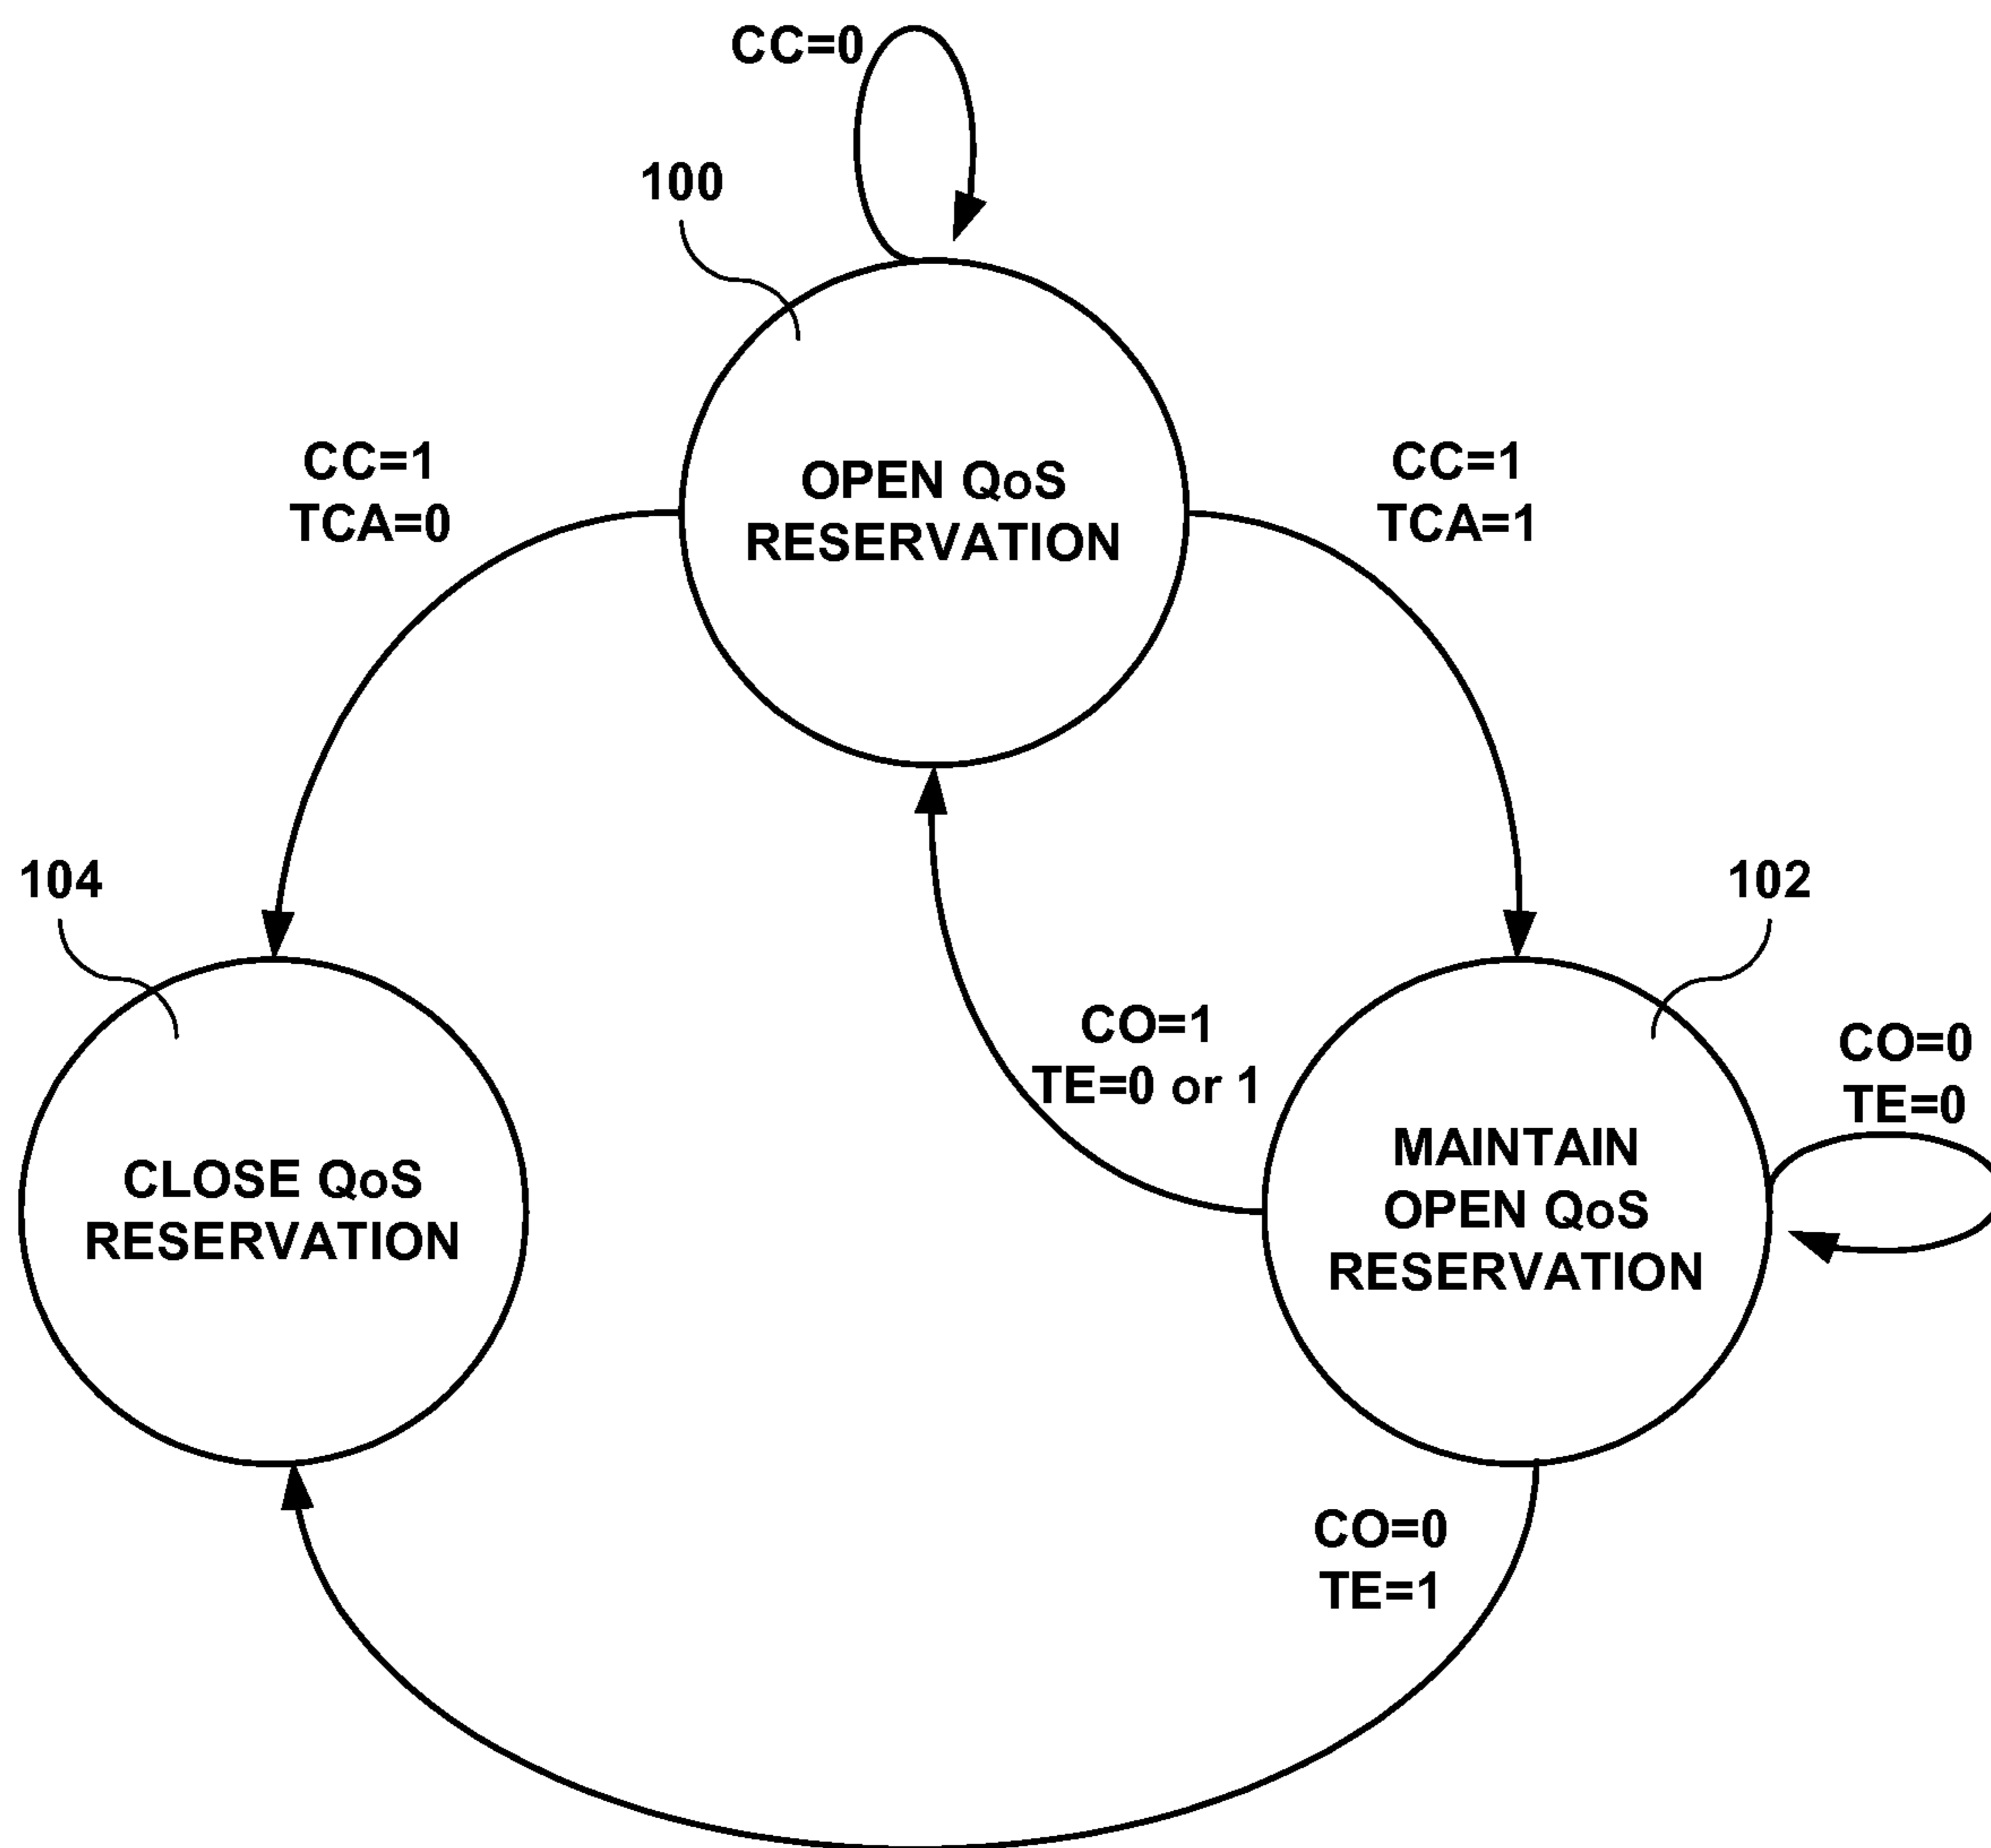 CC=0
100
CC=1
TCA=0
OPEN QoS
RESERVATION
CC=1
TCA=1
104
102
CO=1
TE=0 or 1
CO=0
TE=0
CLOSE QoS
RESERVATION
MAINTAIN
OPEN QoS
RESERVATION
CO=0
TE=1